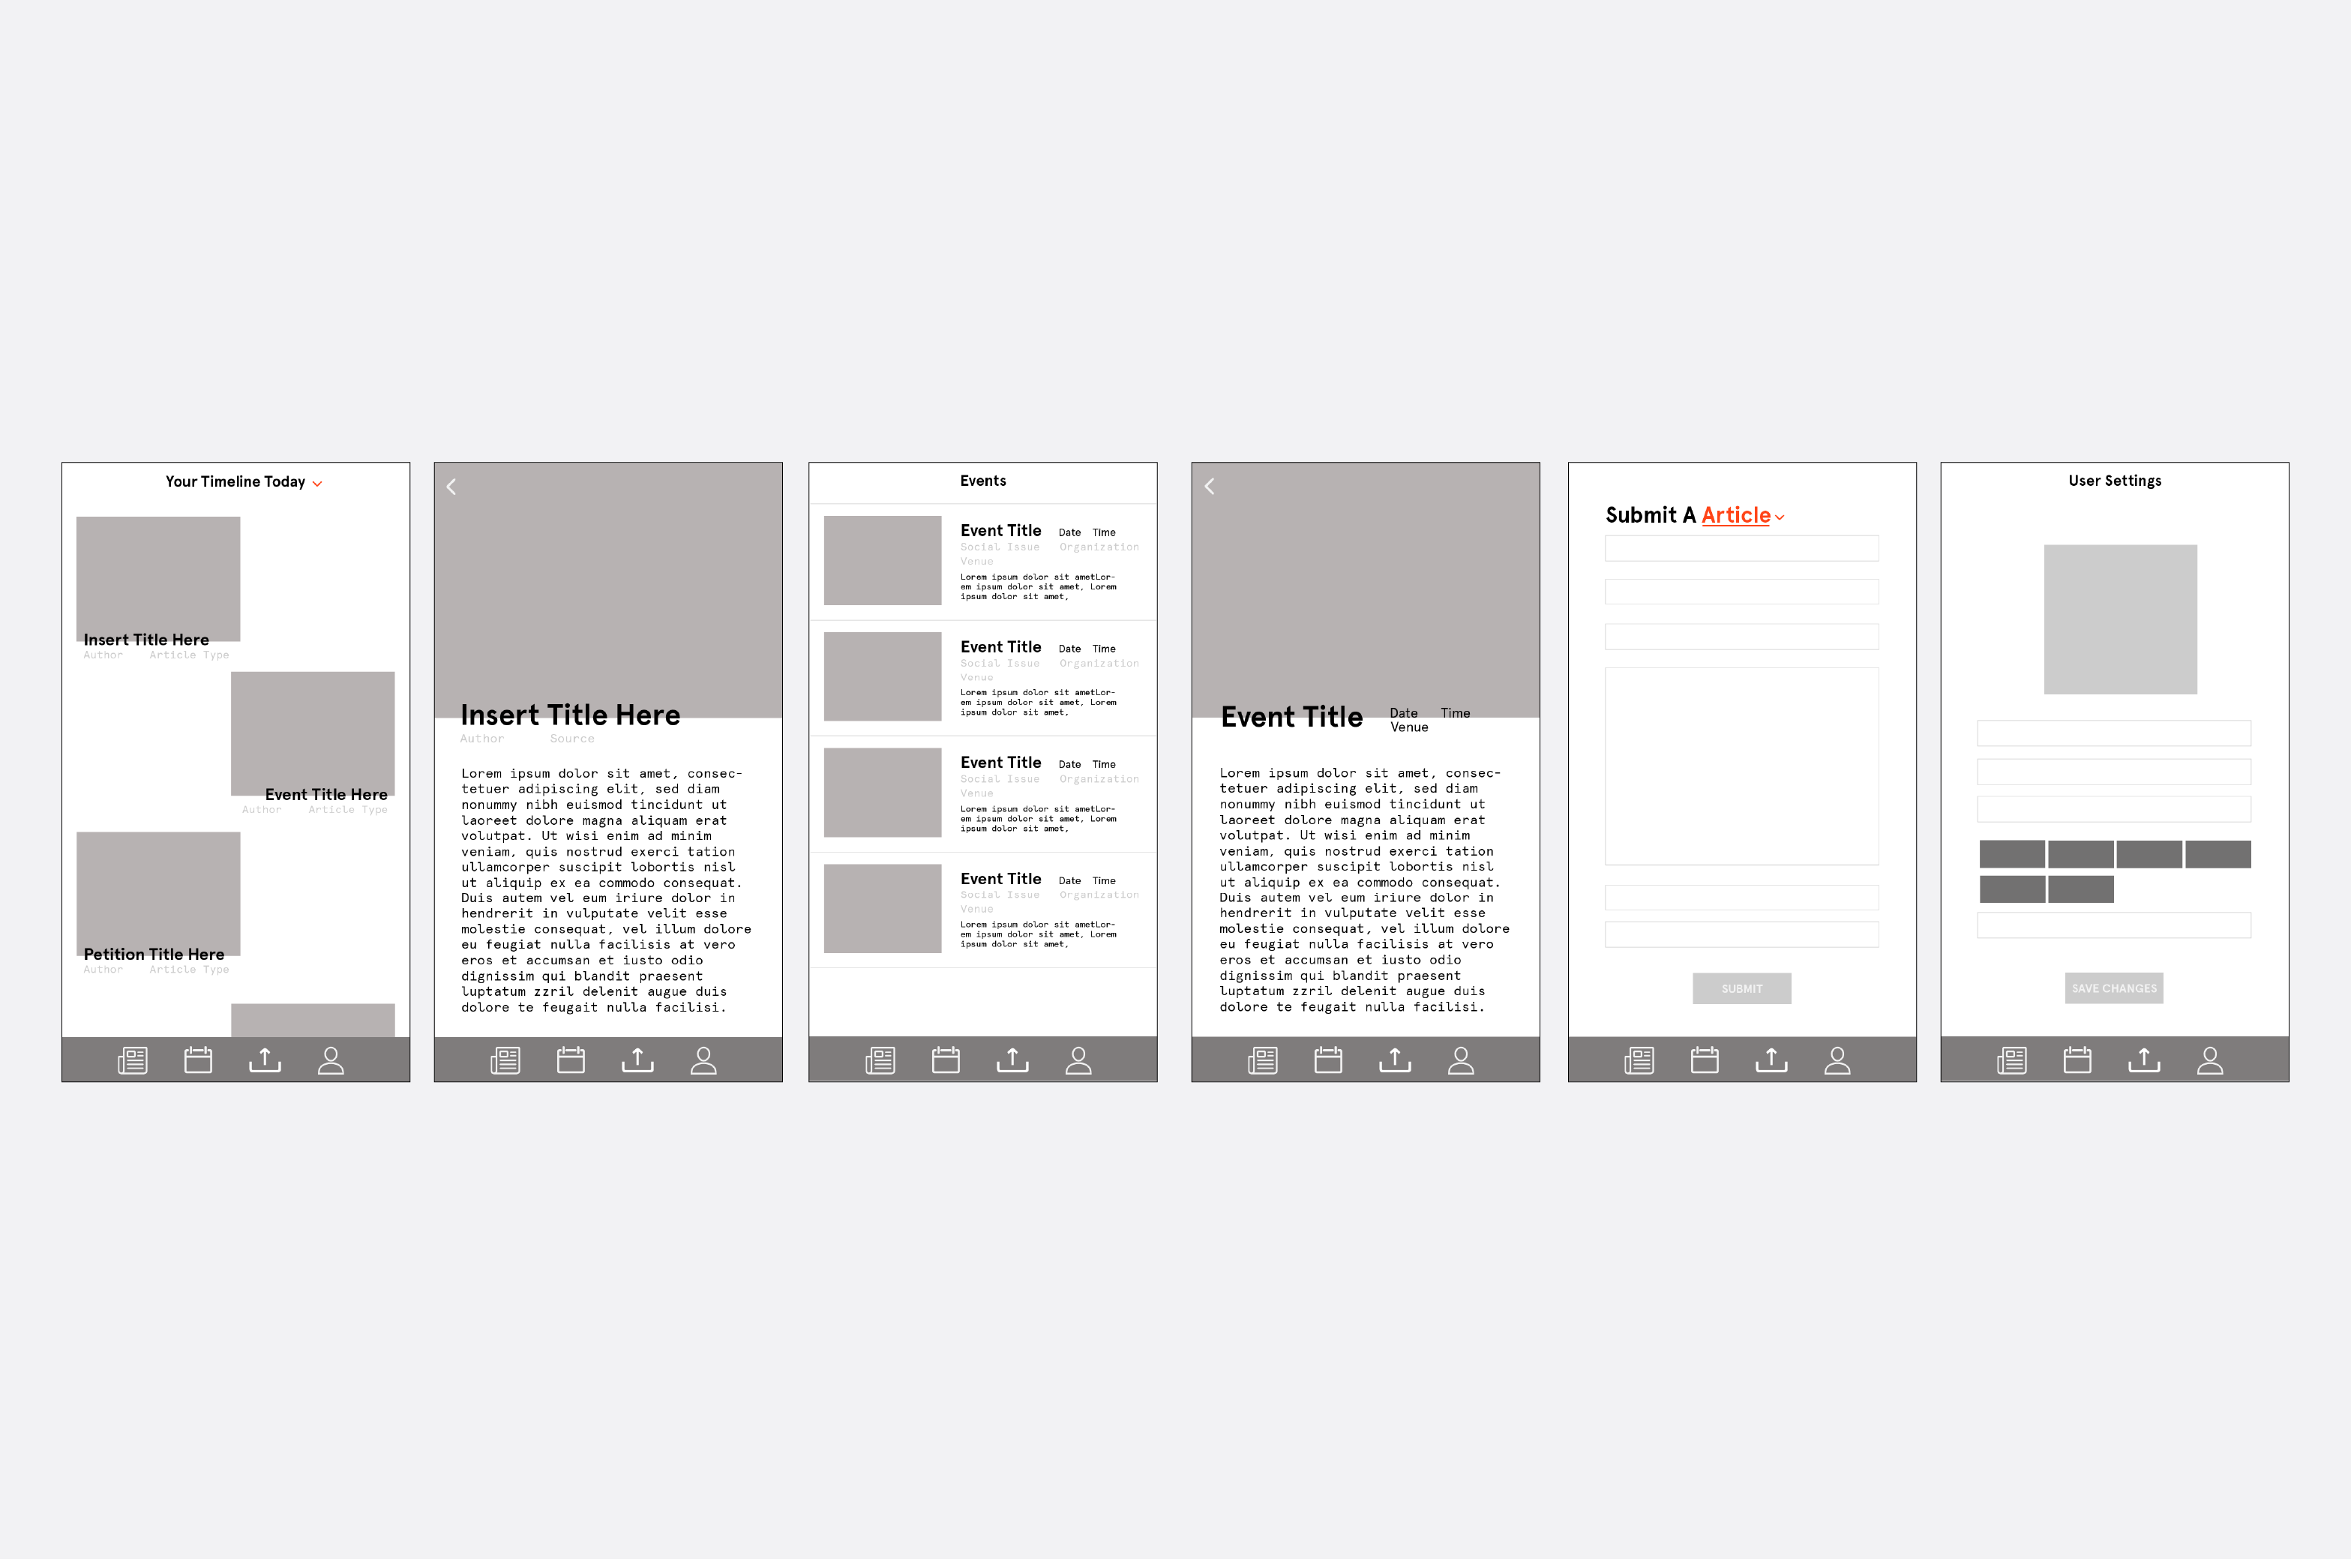 Your Timeline Today
Insert Title Here
Author Article Type
Event Title Here
Author Article Type
Petition Title Here
Author Article Type
Insert Title Here
Author Source
Lorem ipsum dolor sit amet, consec-
tetuer adipiscing elit, sed diam
nonummy nibh euismod tincidunt ut
laoreet dolore magna aliquam erat
volutpat. Ut wisi enim ad minim
veniam, quis nostrud exerci tation
ullamcorper suscipit lobortis nisl
ut aliquip ex ea commodo consequat.
Duis autem vel eum iriure dolor in
hendrerit in vulputate velit esse
molestie consequat, vel illum dolore
eu feugiat nulla facilisis at vero
eros et accumsan et iusto odio
dignissim qui blandit praesent
luptatum zzril delenit augue duis
dolore te feugait nulla facilisi.
Events
Event Title Date Time
Social Issue Organization
Venue
Lorem ipsum dolor sit ametLor-
em ipsum dolor sit amet, Lorem
ipsum dolor sit amet,
Event Title Date Time
Social Issue Organization
Venue
Lorem ipsum dolor sit ametLor-
em ipsum dolor sit amet, Lorem
ipsum dolor sit amet,
Event Title Date Time
Social Issue Organization
Venue
Lorem ipsum dolor sit ametLor-
em ipsum dolor sit amet, Lorem
ipsum dolor sit amet,
Event Title Date Time
Social Issue Organization
Venue
Lorem ipsum dolor sit ametLor-
em ipsum dolor sit amet, Lorem
ipsum dolor sit amet,
Event Title Date Time
Venue
Lorem ipsum dolor sit amet, consec-
tetuer adipiscing elit, sed diam
nonummy nibh euismod tincidunt ut
laoreet dolore magna aliquam erat
volutpat. Ut wisi enim ad minim
veniam, quis nostrud exerci tation
ullamcorper suscipit lobortis nisl
ut aliquip ex ea commodo consequat.
Duis autem vel eum iriure dolor in
hendrerit in vulputate velit esse
molestie consequat, vel illum dolore
eu feugiat nulla facilisis at vero
eros et accumsan et iusto odio
dignissim qui blandit praesent
luptatum zzril delenit augue duis
dolore te feugait nulla facilisi.
Submit A Article
SUBMIT
User Settings
SAVE CHANGES